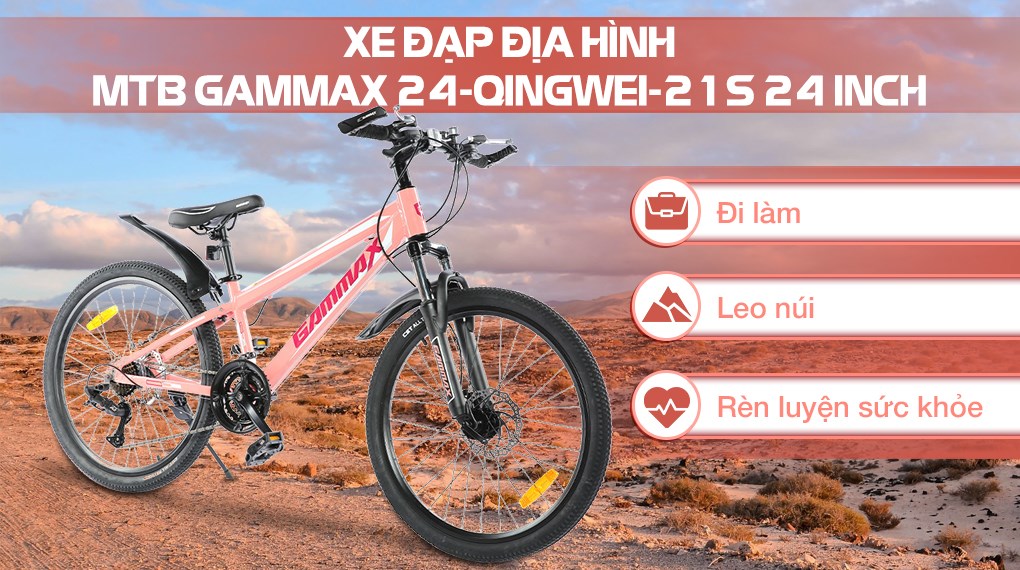 XE ĐẠP ĐỊA HÌNH
MTB GAMMAX 24-QINGWEI-21S 24 INCH
Đi làm
Leo núi
Rèn luyện sức khỏe
GAMMAX
GAMMAX